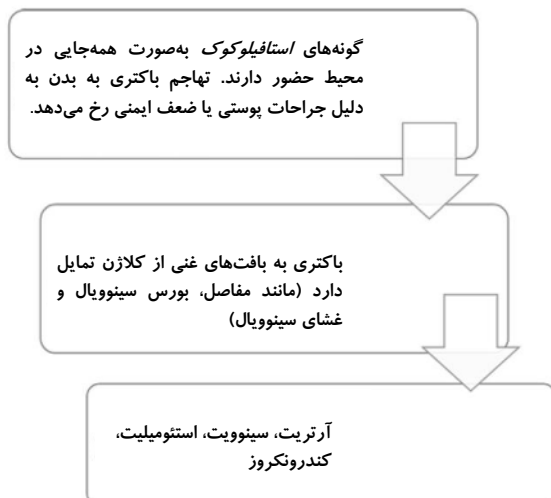 گونه‌های استافیلوکوک به‌صورت همه‌جایی در
محیط حضور دارند. تهاجم باکتری به بدن به
دلیل جراحات پوستی یا ضعف ایمنی رخ می‌دهد.
باکتری به بافت‌های غنی از کلاژن تمایل
دارد (مانند مفاصل، بورس سینوویال و
غشای سینوویال)
آرتریت، سینوویت، استئومیلیت،
کندرونکروز